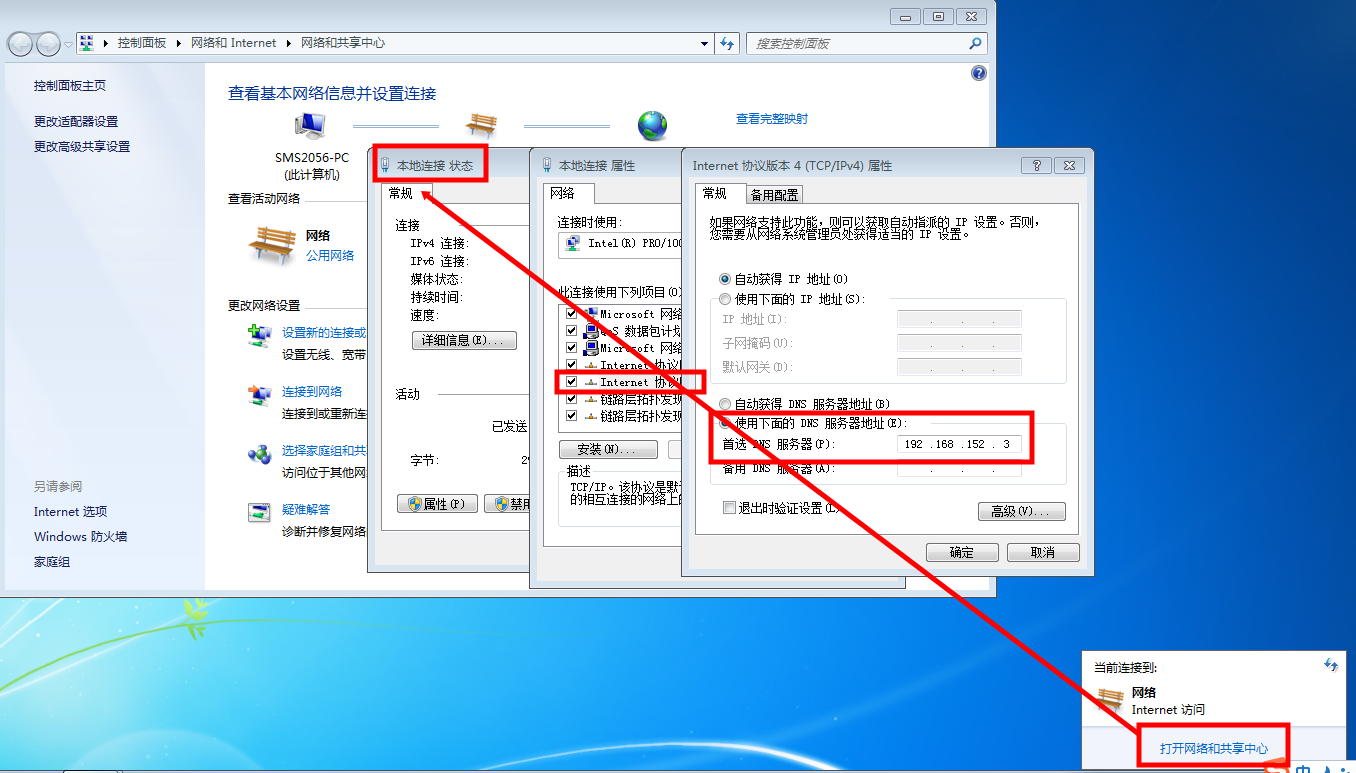 控制面板 ▸ 网络和 Internet ▸ 网络和共享中心
搜索控制面板
控制面板主页
更改适配器设置
更改高级共享设置
查看基本网络信息并设置连接
查看完整映射
SMS2056-PC
(此计算机)
查看活动网络
网络
公用网络
更改网络设置
设置新的连接或
设置无线、宽带
连接到网络
连接到或重新连
选择家庭组和共
访问位于其他网
疑难解答
诊断并修复网络
另请参阅
Internet 选项
Windows 防火墙
家庭组
本地连接 状态
常规
连接
IPv4 连接:
IPv6 连接:
媒体状态:
持续时间:
速度:
详细信息(E)...
活动
已发送
字节:
属性(P)
禁用
本地连接 属性
网络
连接时使用:
Intel(R) PRO/100
此连接使用下列项目(O)
Microsoft 网络
QoS 数据包计划
Microsoft 网络
Internet 协议
Internet 协议
链路层拓扑发现
链路层拓扑发现
安装(N)...
描述
TCP/IP。该协议是默
的相互连接的网络上
Internet 协议版本 4 (TCP/IPv4) 属性
常规
备用配置
如果网络支持此功能，则可以获取自动指派的 IP 设置。否则，
您需要从网络系统管理员处获得适当的 IP 设置。
自动获得 IP 地址(O)
使用下面的 IP 地址(S):
IP 地址(I):
子网掩码(U):
默认网关(D):
自动获得 DNS 服务器地址(B)
使用下面的 DNS 服务器地址(E):
首选 DNS 服务器(P): 192 .168 .152 . 3
备用 DNS 服务器(A):
退出时验证设置(L)
高级(V)...
确定
取消
当前连接到:
网络
Internet 访问
打开网络和共享中心
中